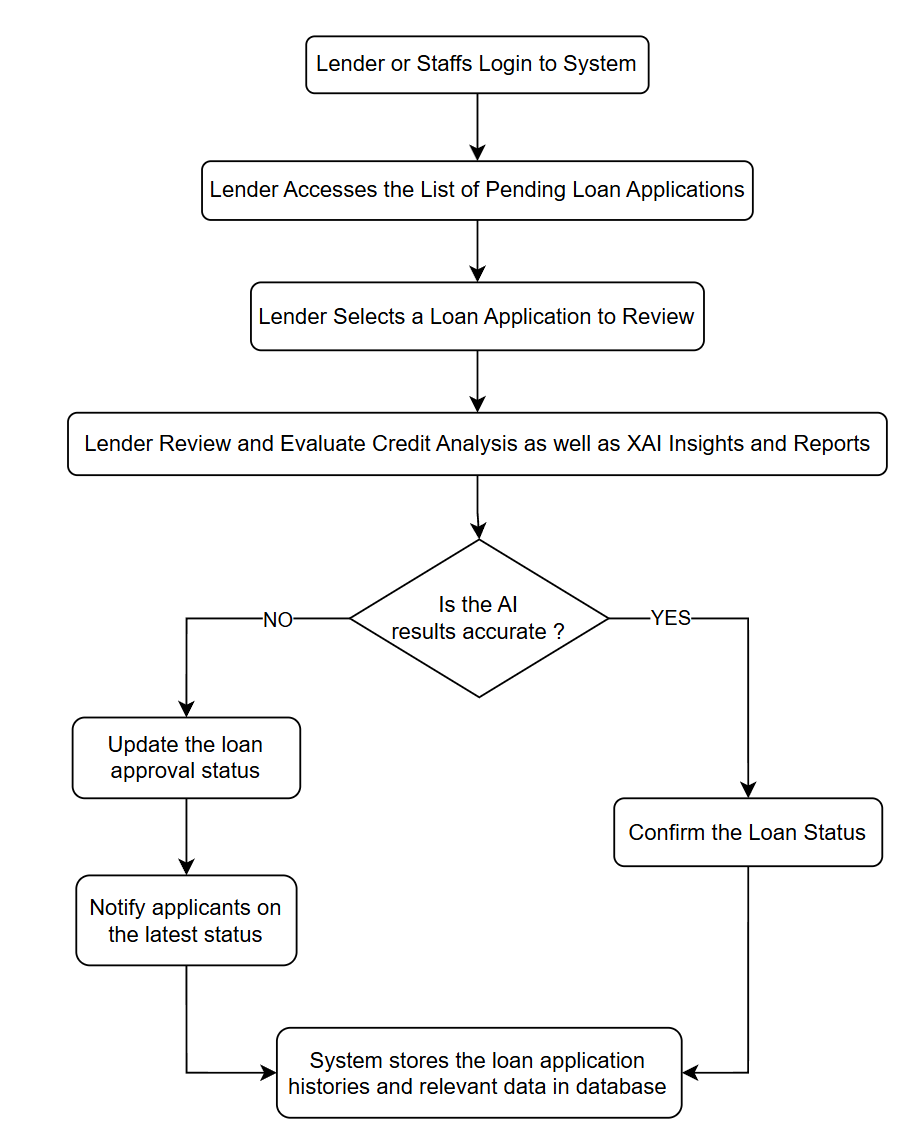 Lender or Staffs Login to System
Lender Accesses the List of Pending Loan Applications
Lender Selects a Loan Application to Review
Lender Review and Evaluate Credit Analysis as well as XAI Insights and Reports
Is the AI
results accurate ?
NO
YES
Update the loan
approval status
Confirm the Loan Status
Notify applicants on
the latest status
System stores the loan application
histories and relevant data in database